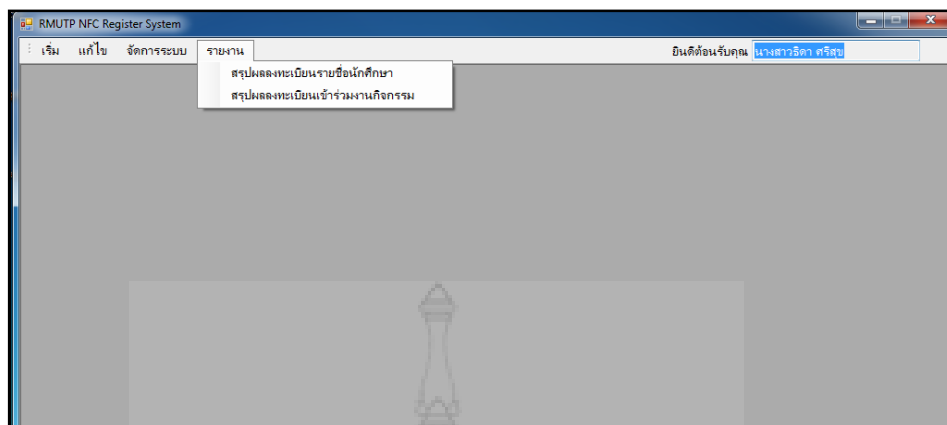 RMUTP NFC Register System
เริ่ม แก้ไข จัดการระบบ รายงาน ยินดีต้อนรับคุณ นางสาวธิดา ศรีสุข
สรุปผลลงทะเบียนรายชื่อนักศึกษา
สรุปผลลงทะเบียนเข้าร่วมงานกิจกรรม